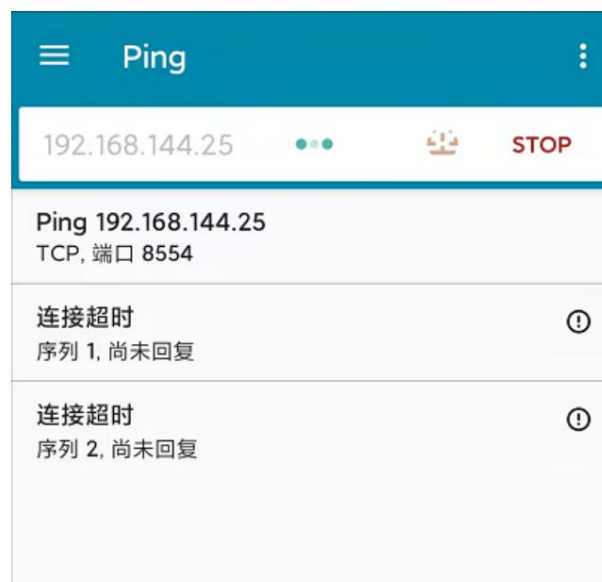 Ping
192.168.144.25
STOP
Ping 192.168.144.25
TCP, 端口 8554
连接超时
序列 1, 尚未回复
连接超时
序列 2, 尚未回复